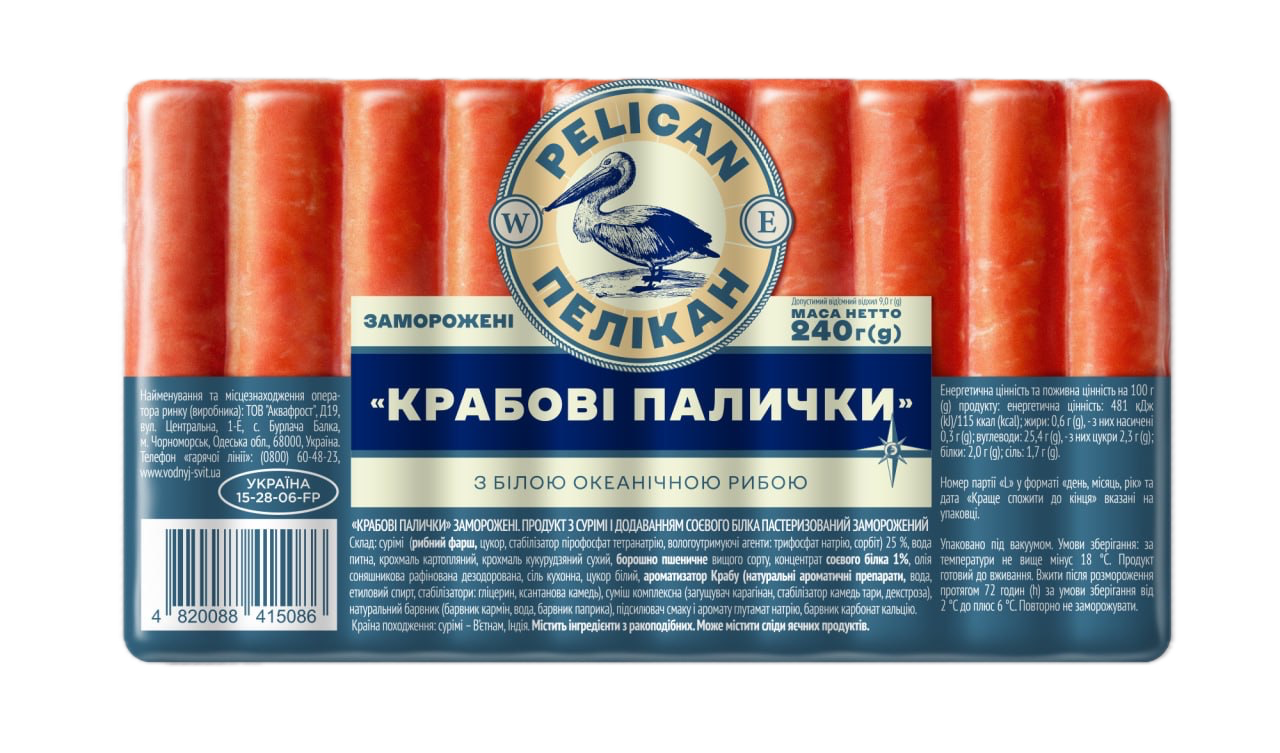 PELICAN
W
E
ПЕЛІКАН
ЗАМОРОЖЕНІ
Допустимий від'ємний відхил 9,0 г (g)
МАСА НЕТТО
240г(g)
«КРАБОВІ ПАЛИЧКИ»
З БІЛОЮ ОКЕАНІЧНОЮ РИБОЮ
Найменування та місцезнаходження опера-
тора ринку (виробника): ТОВ "Аквафрост", Д19,
вул. Центральна, 1-Е, с. Бурлача Балка,
м. Чорноморськ, Одеська обл., 68000, Україна.
Телефон «гарячої лінії»: (0800) 60-48-23,
www.vodnyj-svit.ua
УКРАЇНА
15-28-06-FP
4 820088 415086
«КРАБОВІ ПАЛИЧКИ» ЗАМОРОЖЕНІ. ПРОДУКТ З СУРІМІ І ДОДАВАННЯМ СОЄВОГО БІЛКА ПАСТЕРИЗОВАНИЙ ЗАМОРОЖЕНИЙ
Склад: сурімі (рибний фарш, цукор, стабілізатор пірофосфат тетранатрію, вологоутримуючі агенти: трифосфат натрію, сорбіт) 25 %, вода
питна, крохмаль картопляний, крохмаль кукурудзяний сухий, борошно пшеничне вищого сорту, концентрат соєвого білка 1%, олія
соняшникова рафінована дезодорована, сіль кухонна, цукор білий, ароматизатор Крабу (натуральні ароматичні препарати, вода,
етиловий спирт, стабілізатори: гліцерин, ксантанова камедь), суміш комплексна (загущувач карагінан, стабілізатор камедь тари, декстроза),
натуральний барвник (барвник кармін, вода, барвник паприка), підсилювач смаку і аромату глутамат натрію, барвник карбонат кальцію.
Країна походження: сурімі – В'єтнам, Індія. Містить інгредієнти з ракоподібних. Може містити сліди яєчних продуктів.
Енергетична цінність та поживна цінність на 100 г
(g) продукту: енергетична цінність: 481 кДж
(kJ)/115 ккал (kcal); жири: 0,6 г (g), - з них насичені
0,3 г (g); вуглеводи: 25,4 г (g), - з них цукри 2,3 г (g);
білки: 2,0 г (g); сіль: 1,7 г (g).
Номер партії «L» у форматі «день, місяць, рік» та
дата «Краще спожити до кінця» вказані на
упаковці.
Упаковано під вакуумом. Умови зберігання: за
температури не вище мінус 18 °С. Продукт
готовий до вживання. Вжити після розмороження
протягом 72 годин (h) за умови зберігання від
2 °С до плюс 6 °С. Повторно не заморожувати.